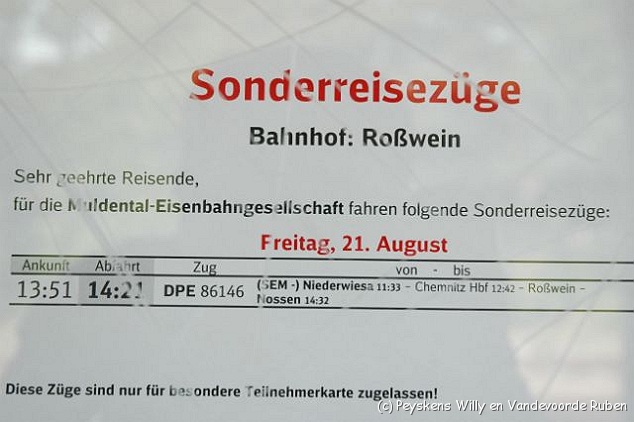 Sonderreisezüge
Bahnhof: Roßwein
Sehr geehrte Reisende,
für die Muldental-Eisenbahngesellschaft fahren folgende Sonderreisezüge:
Freitag, 21. August
Ankunft Abfahrt Zug von - bis
13:51 14:21 DPE 86146 (SEM -) Niederwiesa 11:33 - Chemnitz Hbf 12:42 - Roßwein -
Nossen 14:32
Diese Züge sind nur für besondere Teilnehmerkarte zugelassen!
(c) Peyskens Willy en Vandevoorde Ruben